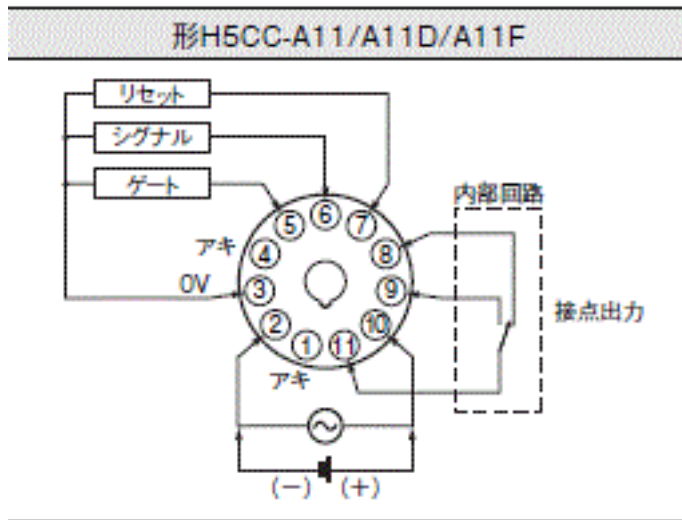 形H5CC-A11/A11D/A11F
リセット
シグナル
ゲート
内部回路
⑤ ⑥ ⑦
アキ ④ ⑧
0V ③ ⑨ 接点出力
② ⑩
① ⑪
アキ
(−) (+)